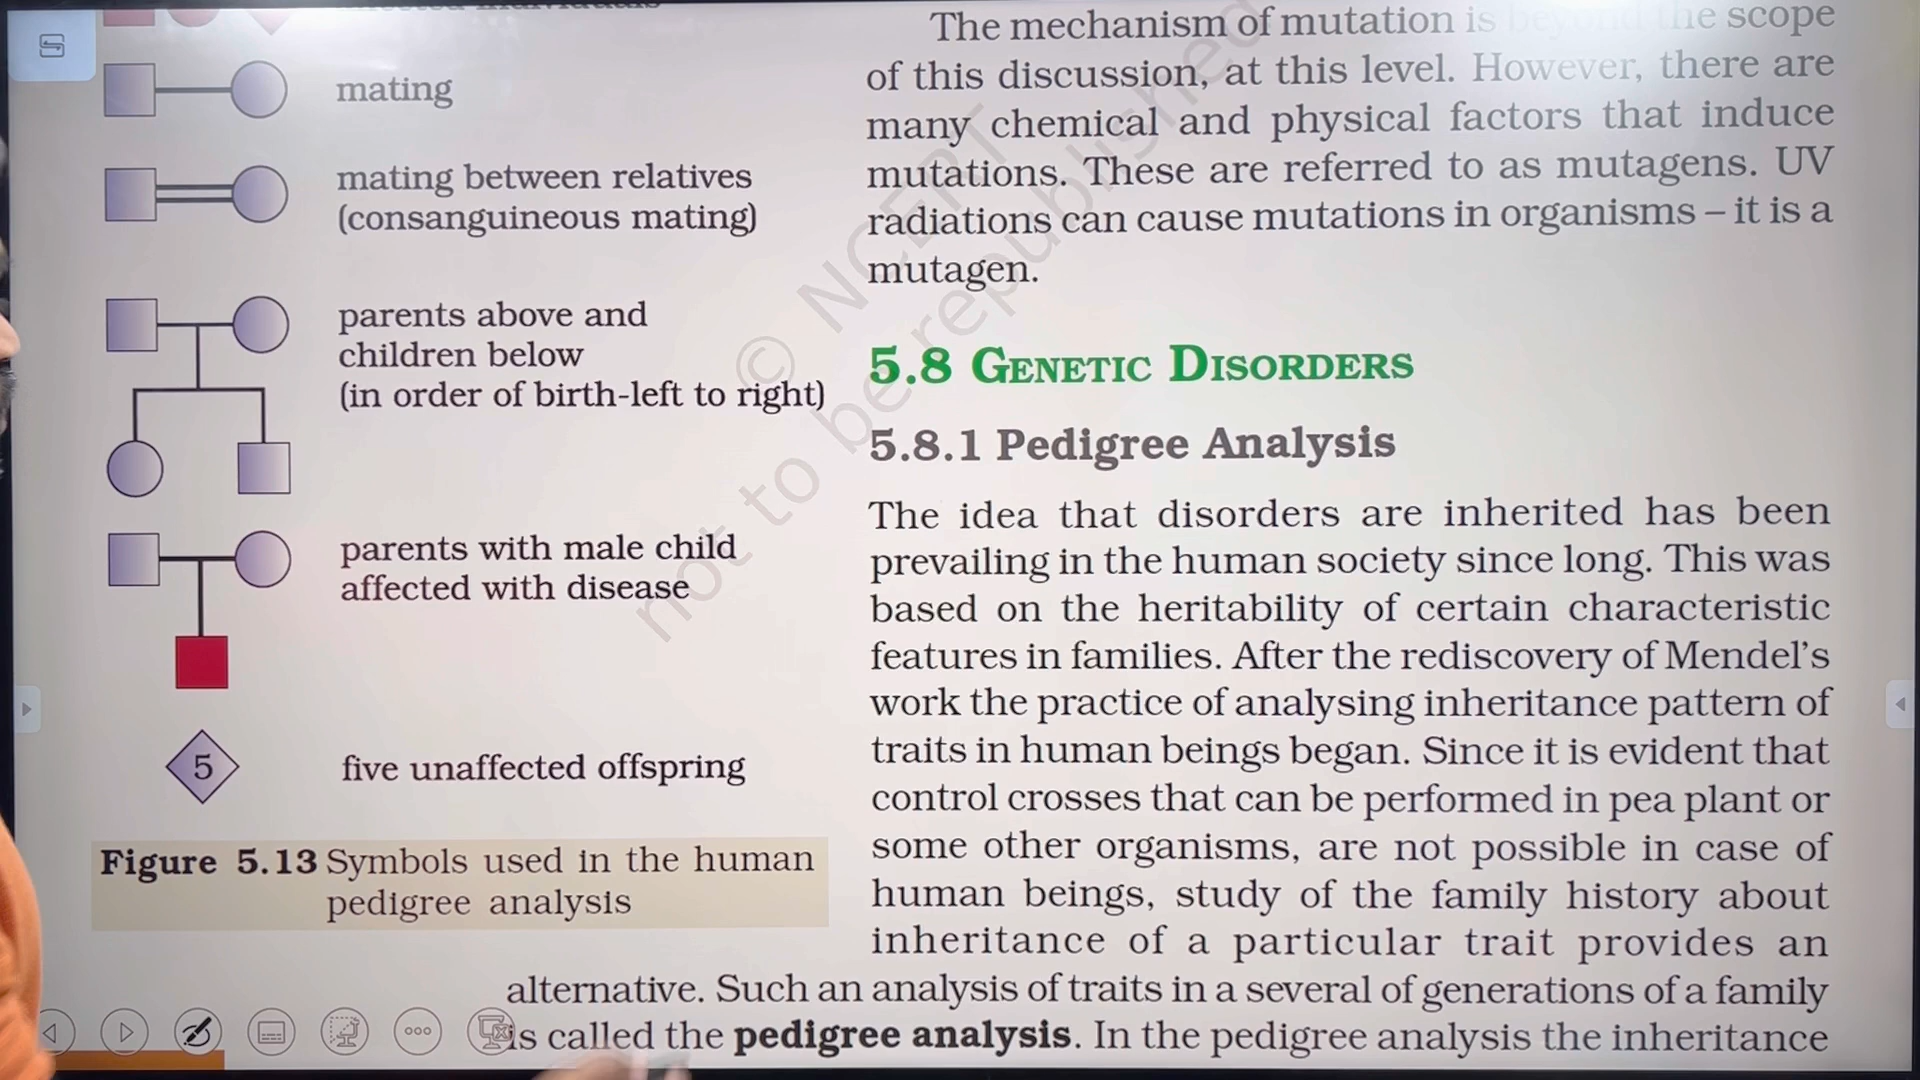 mating
mating between relatives
(consanguineous mating)
parents above and
children below
(in order of birth-left to right)
parents with male child
affected with disease
5
five unaffected offspring
Figure 5.13 Symbols used in the human
pedigree analysis
The mechanism of mutation is beyond the scope
of this discussion, at this level. However, there are
many chemical and physical factors that induce
mutations. These are referred to as mutagens. UV
radiations can cause mutations in organisms – it is a
mutagen.
5.8 GENETIC DISORDERS
5.8.1 Pedigree Analysis
The idea that disorders are inherited has been
prevailing in the human society since long. This was
based on the heritability of certain characteristic
features in families. After the rediscovery of Mendel's
work the practice of analysing inheritance pattern of
traits in human beings began. Since it is evident that
control crosses that can be performed in pea plant or
some other organisms, are not possible in case of
human beings, study of the family history about
inheritance of a particular trait provides an
alternative. Such an analysis of traits in a several of generations of a family
is called the pedigree analysis. In the pedigree analysis the inheritance
© NCERT
not to be republished